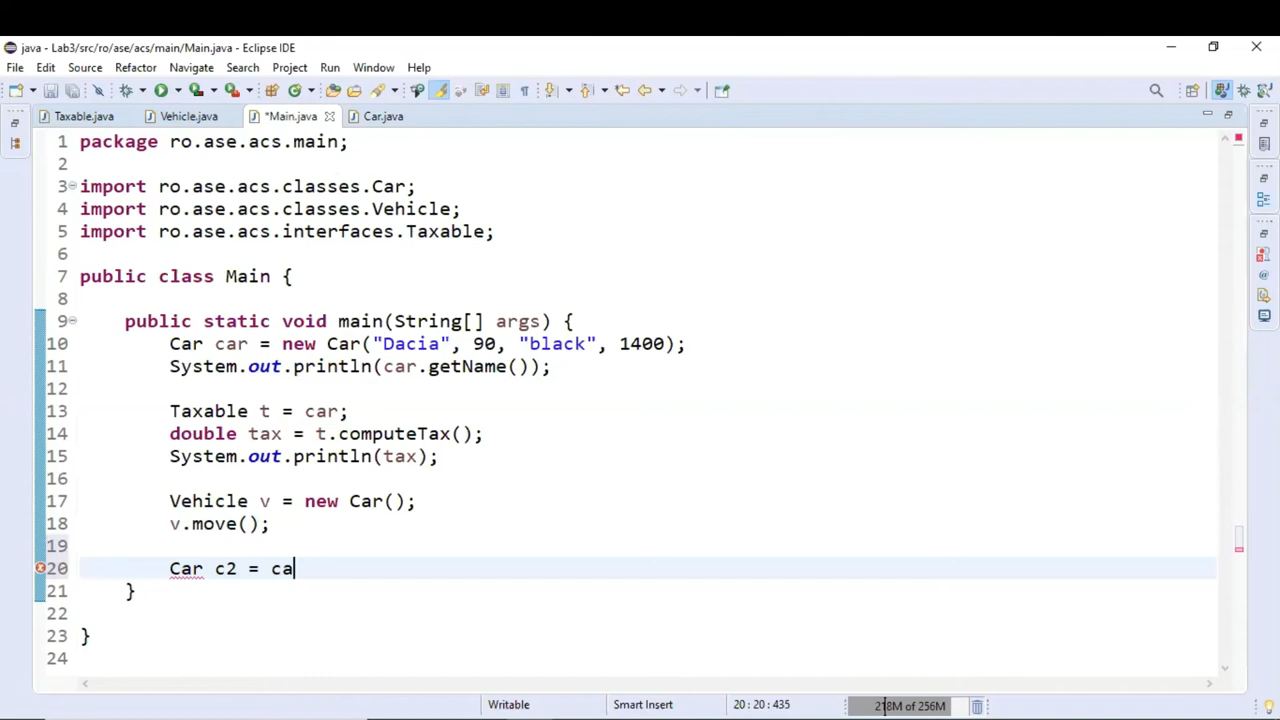 java - Lab3/src/ro/ase/acs/main/Main.java - Eclipse IDE
File Edit Source Refactor Navigate Search Project Run Window Help
Taxable.java Vehicle.java *Main.java Car.java
1 package ro.ase.acs.main;
2
3 import ro.ase.acs.classes.Car;
4 import ro.ase.acs.classes.Vehicle;
5 import ro.ase.acs.interfaces.Taxable;
6
7 public class Main {
8
9 public static void main(String[] args) {
10 Car car = new Car("Dacia", 90, "black", 1400);
11 System.out.println(car.getName());
12
13 Taxable t = car;
14 double tax = t.computeTax();
15 System.out.println(tax);
16
17 Vehicle v = new Car();
18 v.move();
19
20 Car c2 = ca
21 }
22
23 }
24
Writable Smart Insert 20 : 20 : 435 218M of 256M